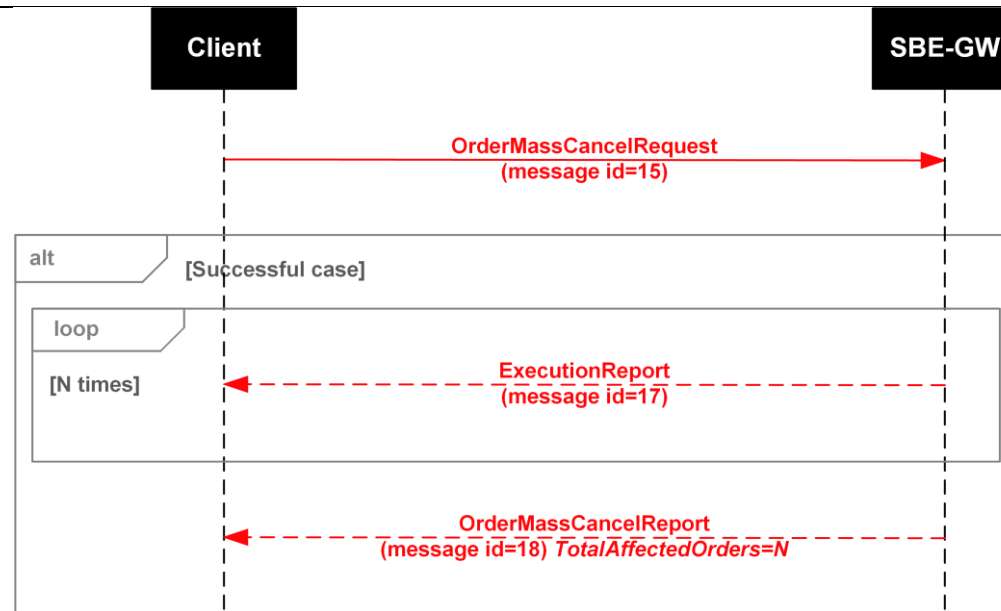 Client
SBE-GW
OrderMassCancelRequest
(message id=15)
alt
[Successful case]
loop
[N times]
ExecutionReport
(message id=17)
OrderMassCancelReport
(message id=18) TotalAffectedOrders=N